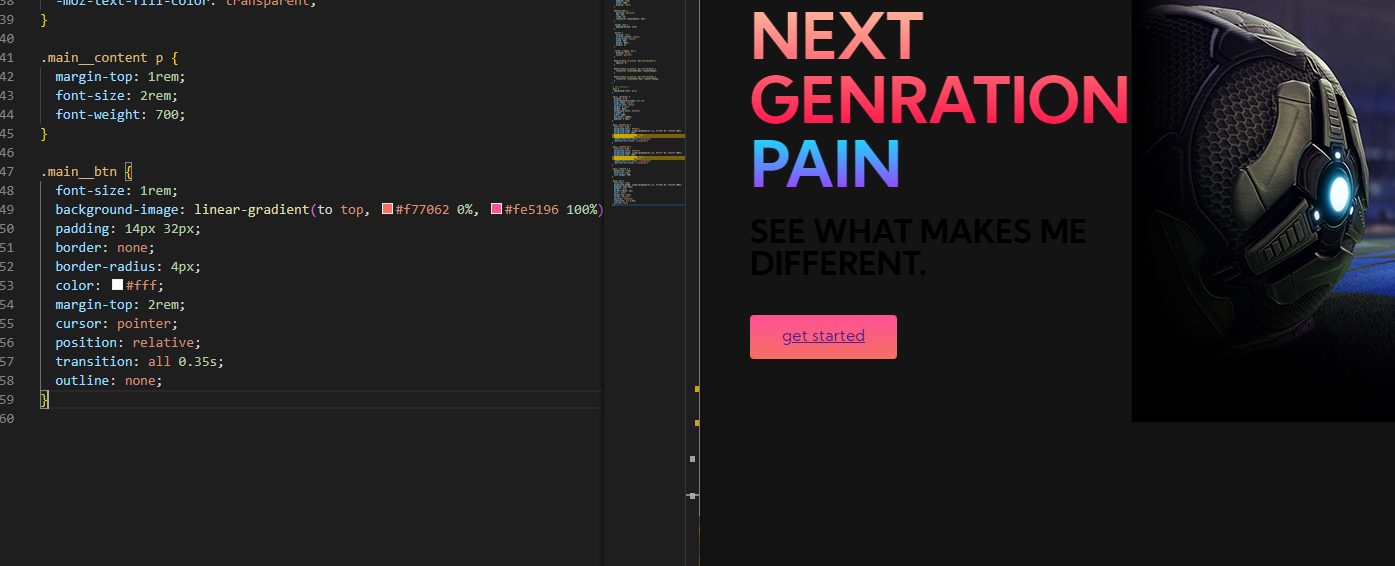 38 -moz-text-fill-color: transparent;
39 }
40
41 .main__content p {
42 margin-top: 1rem;
43 font-size: 2rem;
44 font-weight: 700;
45 }
46
47 .main__btn {
48 font-size: 1rem;
49 background-image: linear-gradient(to top, #f77062 0%, #fe5196 100%)
50 padding: 14px 32px;
51 border: none;
52 border-radius: 4px;
53 color: #fff;
54 margin-top: 2rem;
55 cursor: pointer;
56 position: relative;
57 transition: all 0.35s;
58 outline: none;
59 }
60
NEXT
GENRATION
PAIN
SEE WHAT MAKES ME
DIFFERENT.
get started